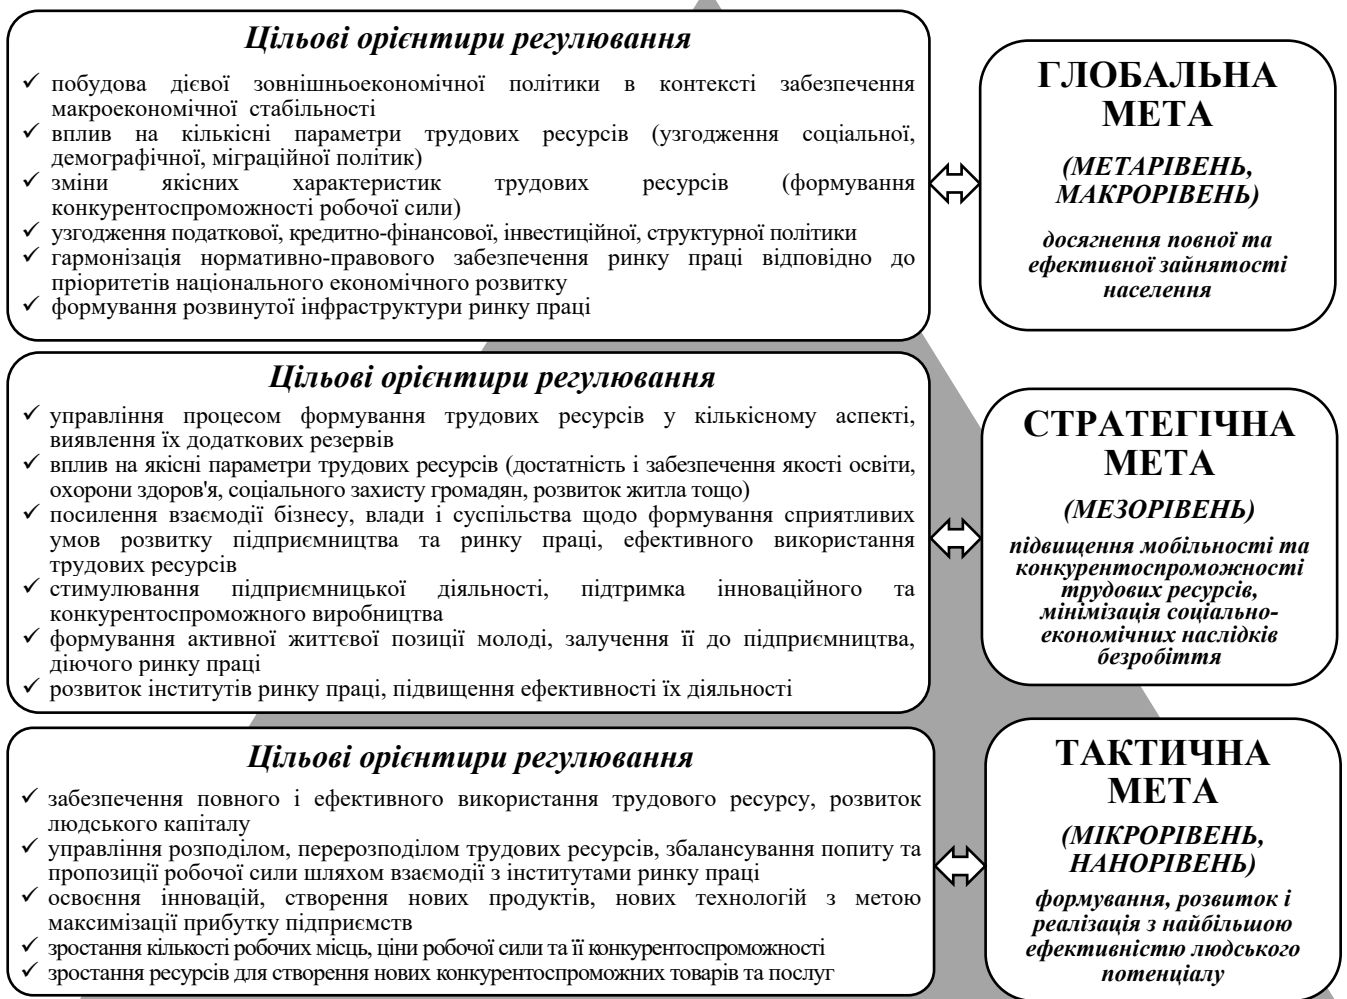 Цільові орієнтири регулювання
✓ побудова дієвої зовнішньоекономічної політики в контексті забезпечення
макроекономічної стабільності
✓ вплив на кількісні параметри трудових ресурсів (узгодження соціальної,
демографічної, міграційної політик)
✓ зміни якісних характеристик трудових ресурсів (формування
конкурентоспроможності робочої сили)
✓ узгодження податкової, кредитно-фінансової, інвестиційної, структурної політики
✓ гармонізація нормативно-правового забезпечення ринку праці відповідно до
пріоритетів національного економічного розвитку
✓ формування розвинутої інфраструктури ринку праці
ГЛОБАЛЬНА
МЕТА
(МЕТАРІВЕНЬ,
МАКРОРІВЕНЬ)
досягнення повної та
ефективної зайнятості
населення
Цільові орієнтири регулювання
✓ управління процесом формування трудових ресурсів у кількісному аспекті,
виявлення їх додаткових резервів
✓ вплив на якісні параметри трудових ресурсів (достатність і забезпечення якості освіти,
охорони здоров'я, соціального захисту громадян, розвиток житла тощо)
✓ посилення взаємодії бізнесу, влади і суспільства щодо формування сприятливих
умов розвитку підприємництва та ринку праці, ефективного використання
трудових ресурсів
✓ стимулювання підприємницької діяльності, підтримка інноваційного та
конкурентоспроможного виробництва
✓ формування активної життєвої позиції молоді, залучення її до підприємництва,
діючого ринку праці
✓ розвиток інститутів ринку праці, підвищення ефективності їх діяльності
СТРАТЕГІЧНА
МЕТА
(МЕЗОРІВЕНЬ)
підвищення мобільності та
конкурентоспроможності
трудових ресурсів,
мінімізація соціально-
економічних наслідків
безробіття
Цільові орієнтири регулювання
✓ забезпечення повного і ефективного використання трудового ресурсу, розвиток
людського капіталу
✓ управління розподілом, перерозподілом трудових ресурсів, збалансування попиту та
пропозиції робочої сили шляхом взаємодії з інститутами ринку праці
✓ освоєння інновацій, створення нових продуктів, нових технологій з метою
максимізації прибутку підприємств
✓ зростання кількості робочих місць, ціни робочої сили та її конкурентоспроможності
✓ зростання ресурсів для створення нових конкурентоспроможних товарів та послуг
ТАКТИЧНА
МЕТА
(МІКРОРІВЕНЬ,
НАНОРІВЕНЬ)
формування, розвиток і
реалізація з найбільшою
ефективністю людського
потенціалу